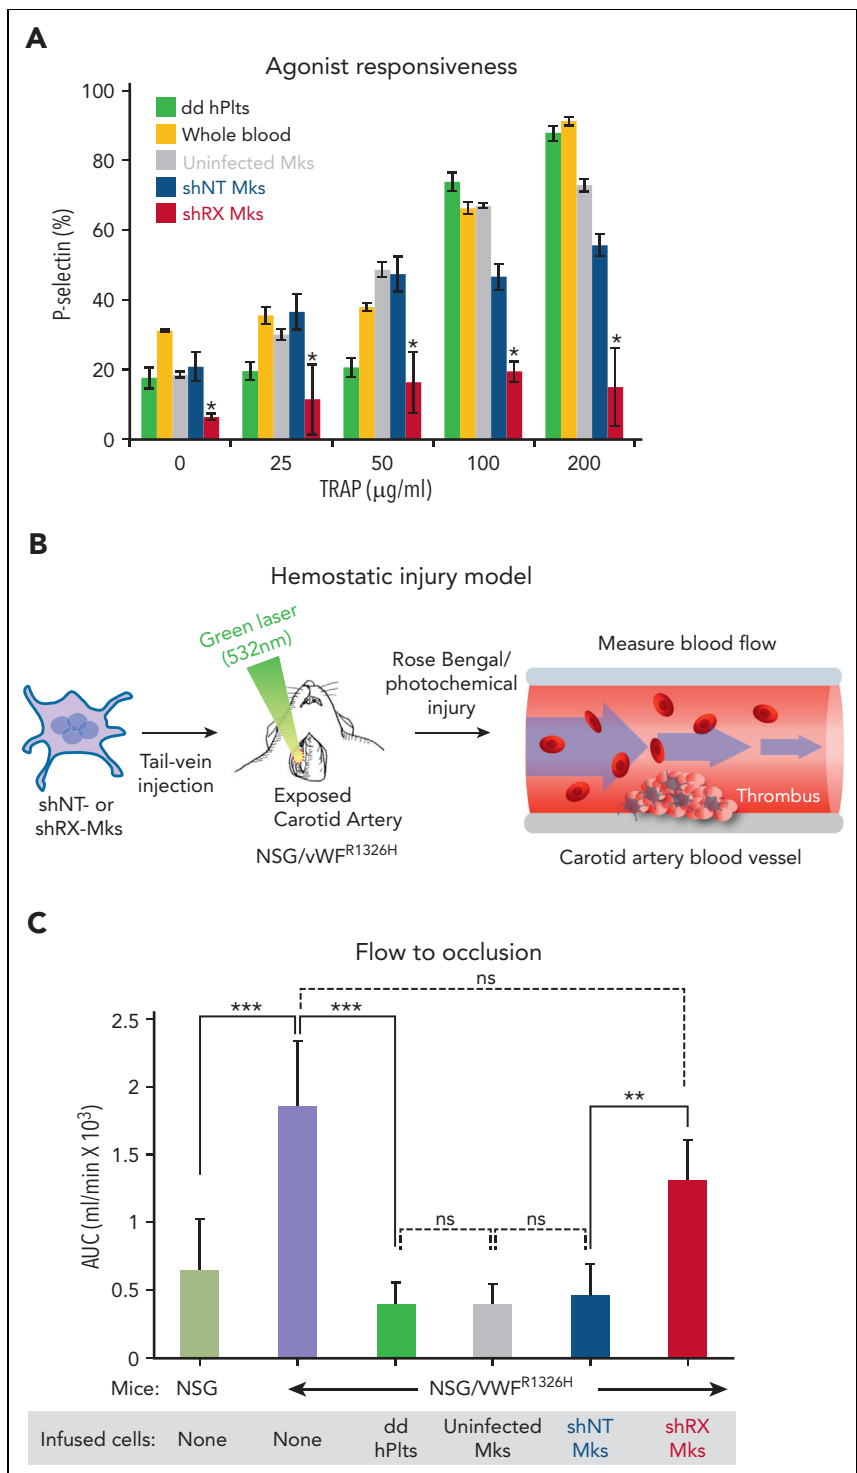 A
Agonist responsiveness
100
80
60
40
20
0
P-selectin (%)
dd hPlts
Whole blood
Uninfected Mks
shNT Mks
shRX Mks
*
*
*
*
*
0 25 50 100 200
TRAP (μg/ml)
B
Hemostatic injury model
Green laser
(532nm)
Rose Bengal/
photochemical
injury
Measure blood flow
Tail-vein
injection
shNT- or
shRX-Mks
Exposed
Carotid Artery
NSG/vWF^R1326H
Thrombus
Carotid artery blood vessel
C
Flow to occlusion
ns
*** ***
**
ns ns
2.5
2
1.5
1
0.5
0
AUC (ml/min X 10³)
Mice: NSG NSG/VWF^R1326H
Infused cells: None None dd hPlts Uninfected Mks shNT Mks shRX Mks